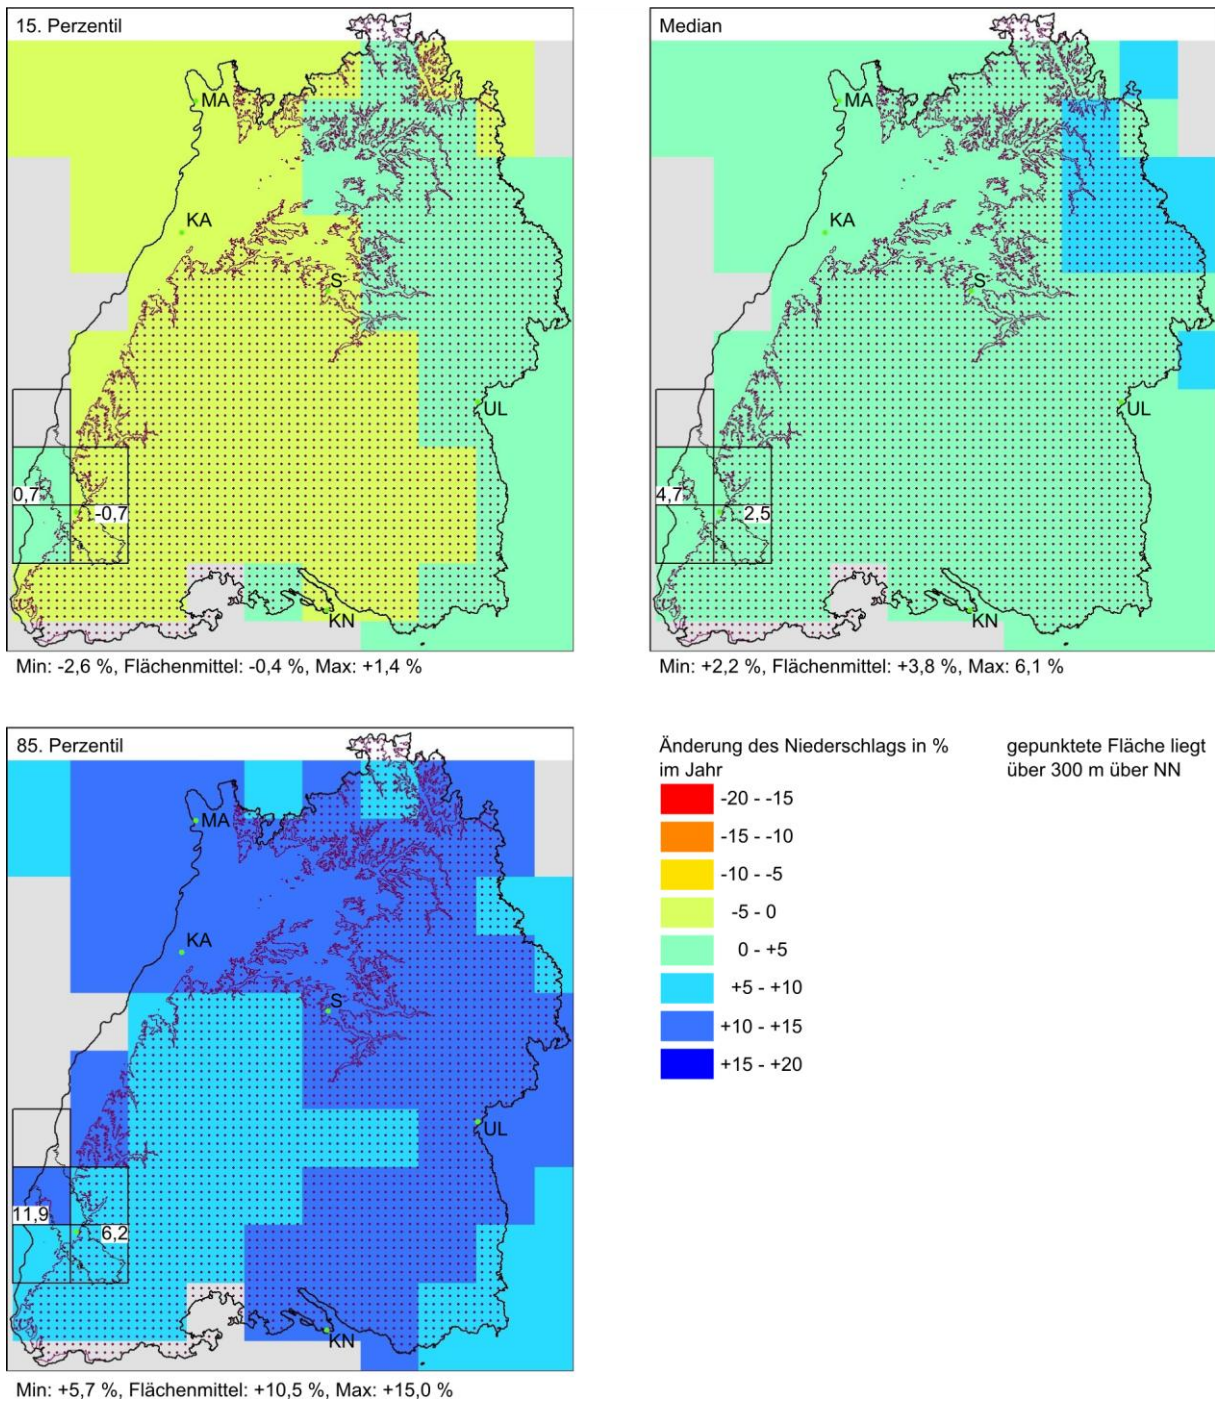 15. Perzentil
MA
KA
S
UL
0,7
-0,7
KN
Min: -2,6 %, Flächenmittel: -0,4 %, Max: +1,4 %
Median
MA
KA
S
UL
4,7
2,5
KN
Min: +2,2 %, Flächenmittel: +3,8 %, Max: 6,1 %
85. Perzentil
MA
KA
S
UL
11,9
6,2
KN
Min: +5,7 %, Flächenmittel: +10,5 %, Max: +15,0 %
Änderung des Niederschlags in %
im Jahr
-20 - -15
-15 - -10
-10 - -5
-5 - 0
0 - +5
+5 - +10
+10 - +15
+15 - +20
gepunktete Fläche liegt
über 300 m über NN